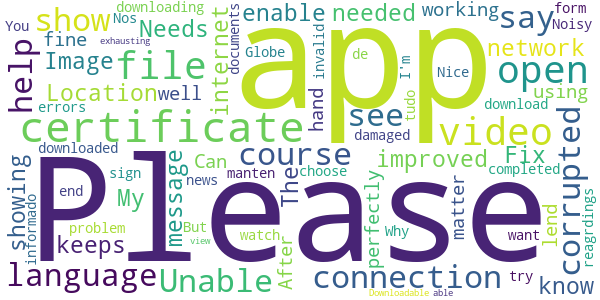 downloading
form
You
Nos
enable
needed
working
say
Noisy
show
Needs
help
fine
exhausting
internet
documents
Globe
app
invalid
de
I'm
Nice
network
Image
file
open
Location
well
hand
tudo
see
using
errors
certificate
damaged
video
download
corrupted
downloaded
Please
course
improved
Fix
completed
showing
informado
end
sign
message
Can
The
manten
choose
perfectly
matter
lend
reagrdings
My
news
But
After
watch
Why
want
problem
keeps
view
language
Unable
connection
try
know
Downloadable
able